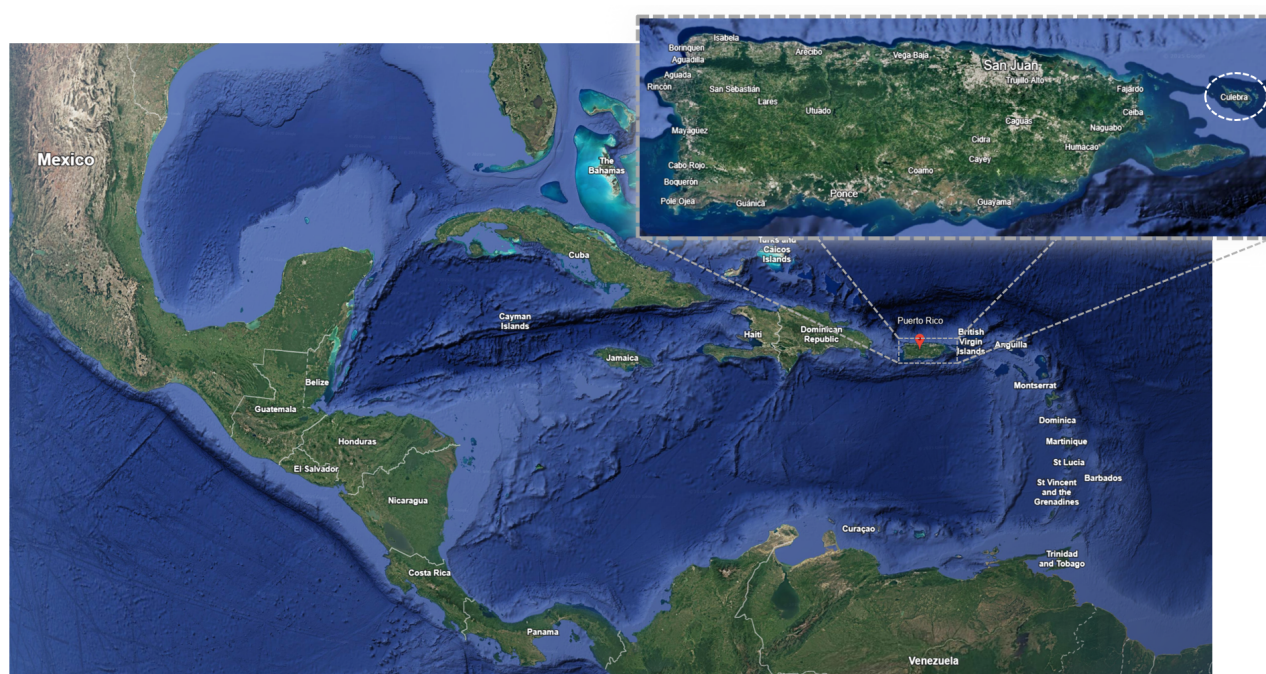 Isabela
Borinquen
Arecibo
Vega Baja
Aguadilla
San Juan
Aguada
Trujillo Alto
Rincón
San Sebastián
Fajardo
Lares
Culebra
Utuado
Ceiba
Caguas
Mayagüez
Naguabo
Cidra
Humacao
Cabo Rojo
Cayey
Coamo
Boquerón
Ponce
Pole Ojea
Guánica
Guayama
Mexico
The
Bahamas
Cuba
Turks and
Caicos
Islands
Cayman
Islands
Puerto Rico
Haiti
Dominican
Republic
British
Virgin
Islands
Anguilla
Jamaica
Belize
Montserrat
Guatemala
Dominica
Honduras
Martinique
El Salvador
St Lucia
Barbados
St Vincent
and the
Grenadines
Nicaragua
Curaçao
Trinidad
and Tobago
Costa Rica
Panama
Venezuela